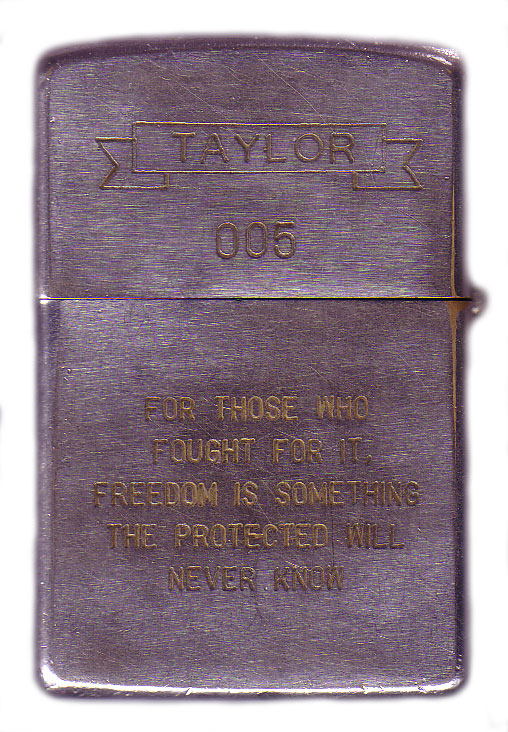 TAYLOR
005
FOR THOSE WHO
FOUGHT FOR IT,
FREEDOM IS SOMETHING
THE PROTECTED WILL
NEVER KNOW